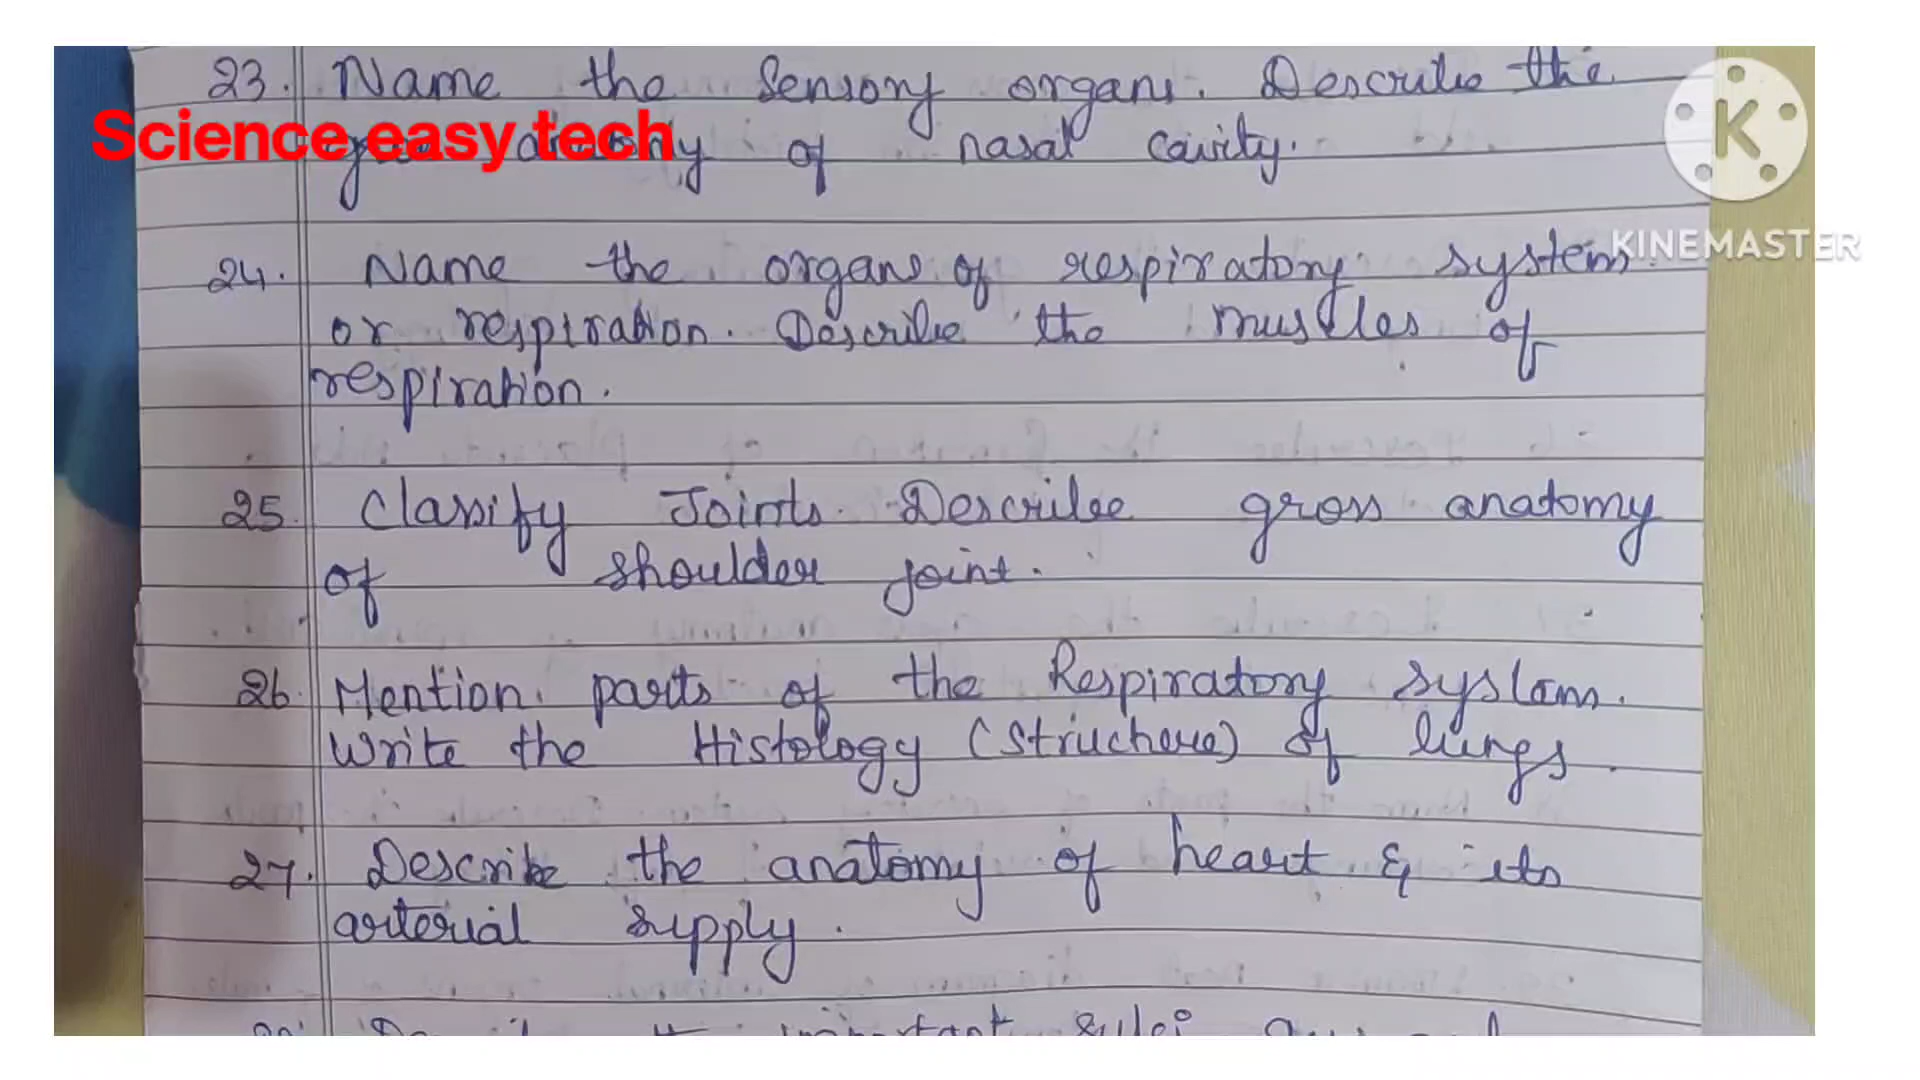 23. Name the Sensory organs. Describe the
Science easy tech
of nasal cavity.
KINEMASTER
24. Name the organs of respiratory system
or respiration. Describe the muscles of
respiration.
25. Classify Joints. Describe gross anatomy
of shoulder joint.
26. Mention parts of the Respiratory system.
Write the Histology (Structure) of lungs.
27. Describe the anatomy of heart & its
arterial supply.
important